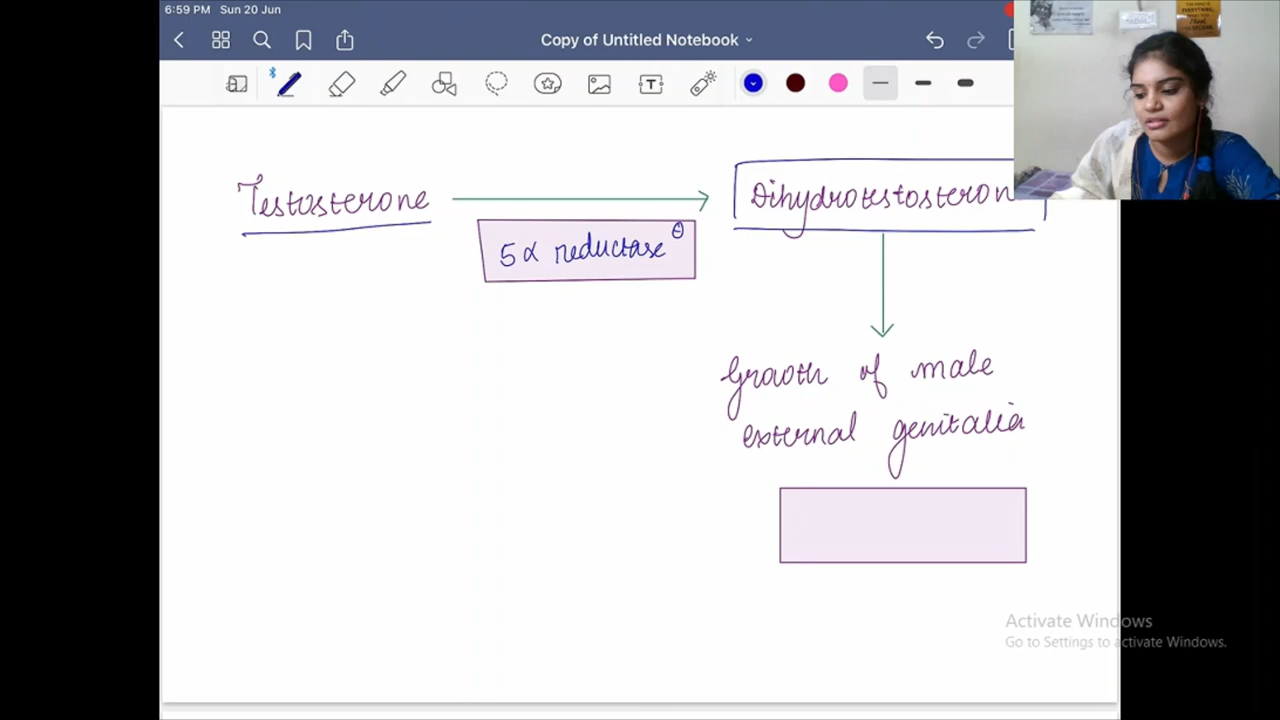 6:59 PM Sun 20 Jun
Copy of Untitled Notebook
T
Testosterone
Dihydrotestosteron
5α reductase
Growth of male
external genitalia
Activate Windows
Go to Settings to activate Windows.